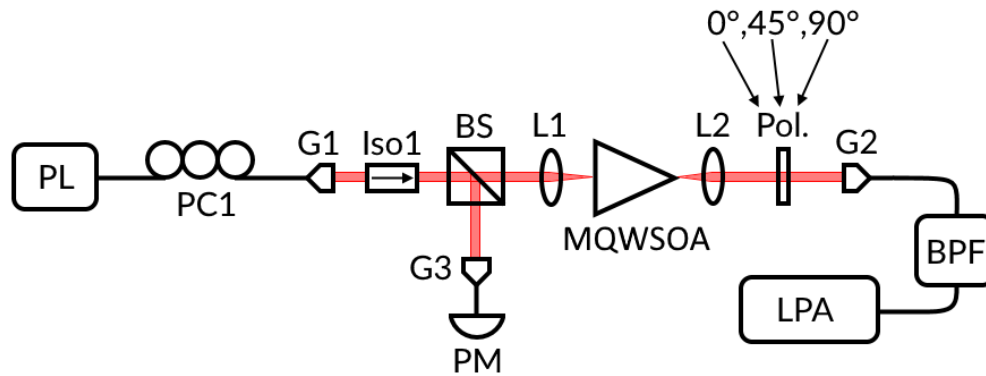 0°,45°,90°
PL
PC1
G1
Iso1
BS
L1
MQWSOA
L2
Pol.
G2
G3
PM
BPF
LPA